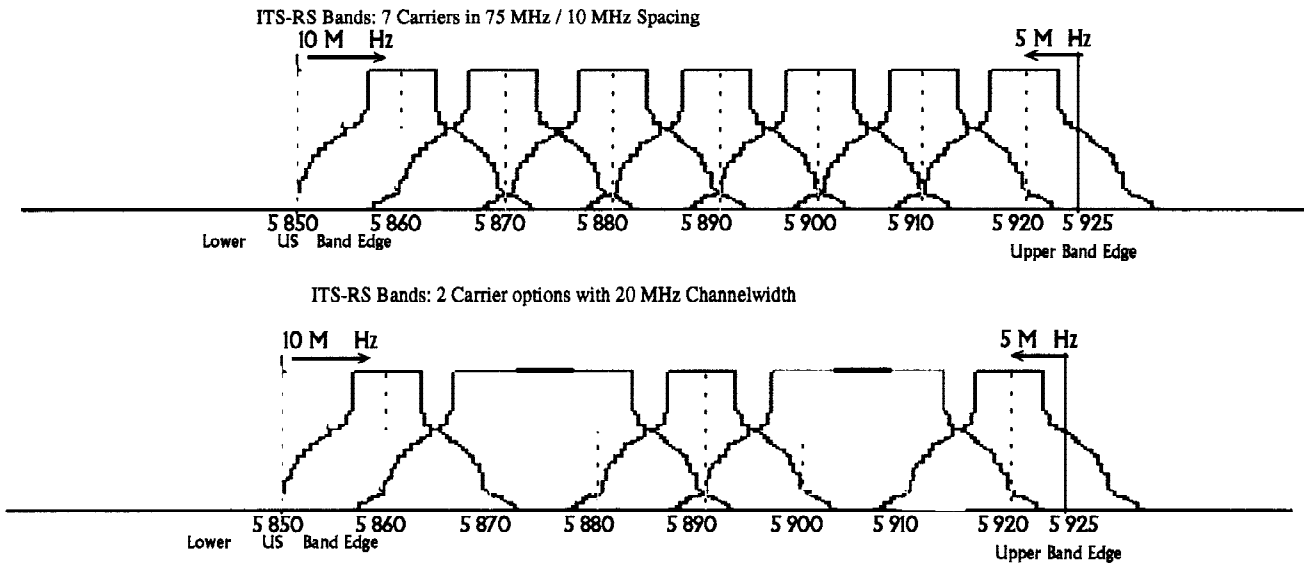 ITS-RS Bands: 7 Carriers in 75 MHz / 10 MHz Spacing
10 M Hz 5 M Hz
5 850 5 860 5 870 5 880 5 890 5 900 5 910 5 920 5 925
Lower US Band Edge Upper Band Edge
ITS-RS Bands: 2 Carrier options with 20 MHz Channelwidth
10 M Hz 5 M Hz
5 850 5 860 5 870 5 880 5 890 5 900 5 910 5 920 5 925
Lower US Band Edge Upper Band Edge